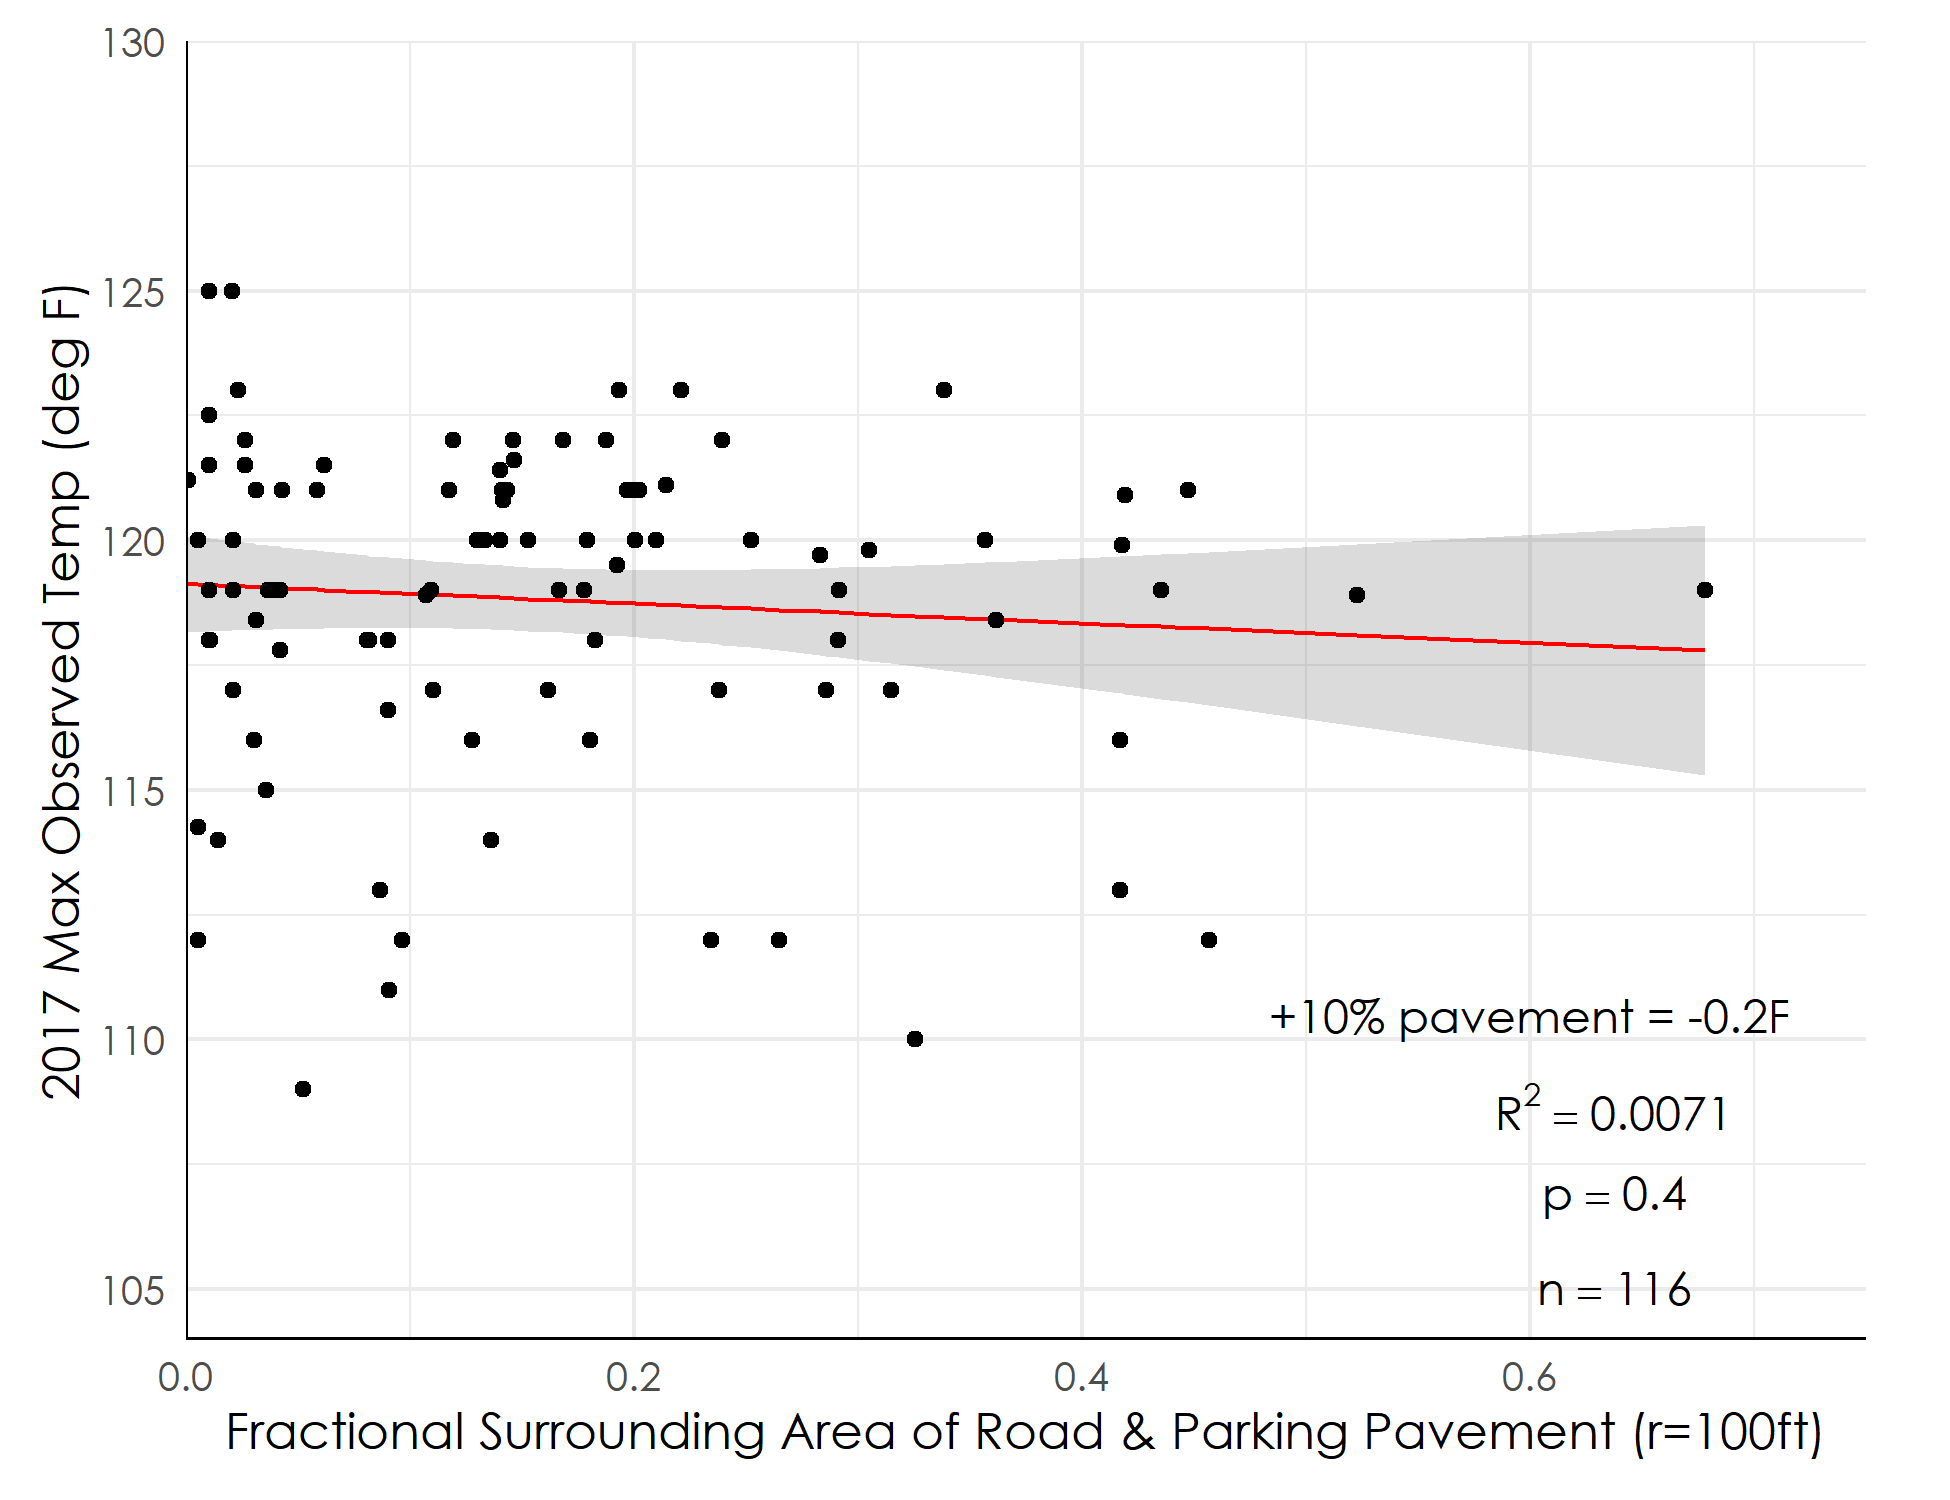 130
125
120
115
110
105
2017 Max Observed Temp (deg F)
+10% pavement = -0.2F
R² = 0.0071
p = 0.4
n = 116
0.0 0.2 0.4 0.6
Fractional Surrounding Area of Road & Parking Pavement (r=100ft)